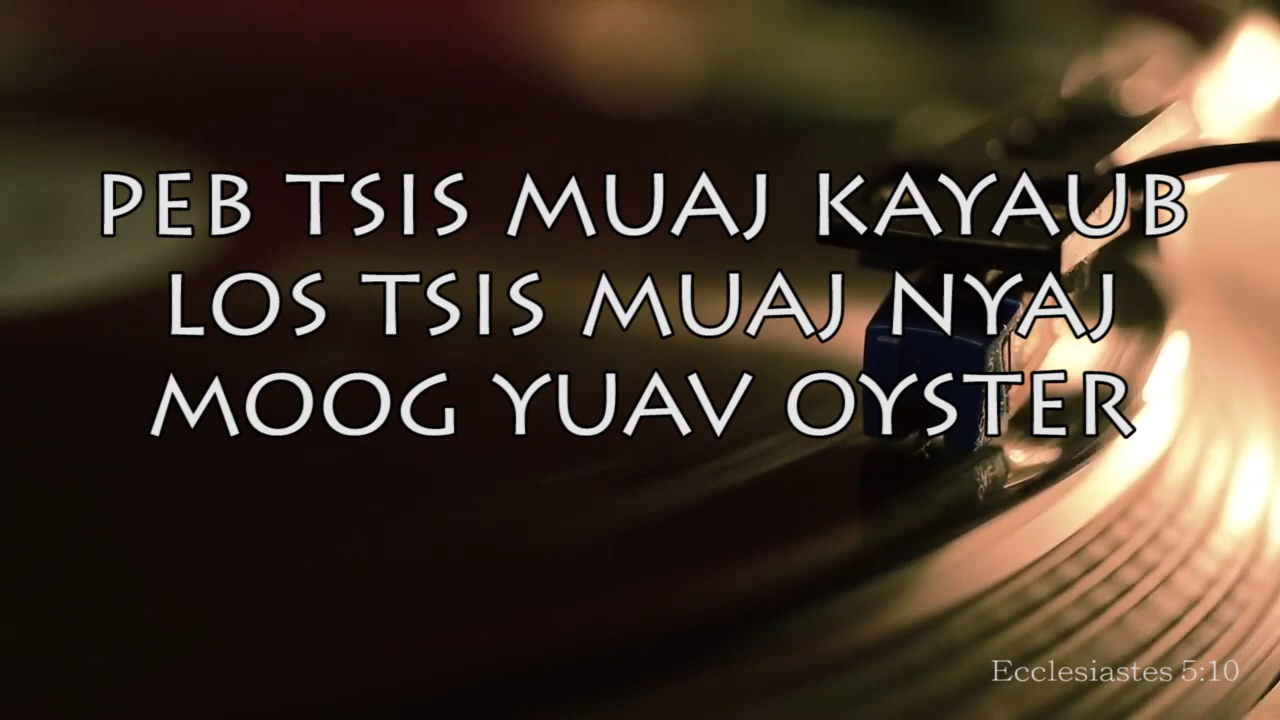 PEB TSIS MUAJ KAYAUB
LOS TSIS MUAJ NYAJ
MOOG YUAV OYSTER
Ecclesiastes 5:10